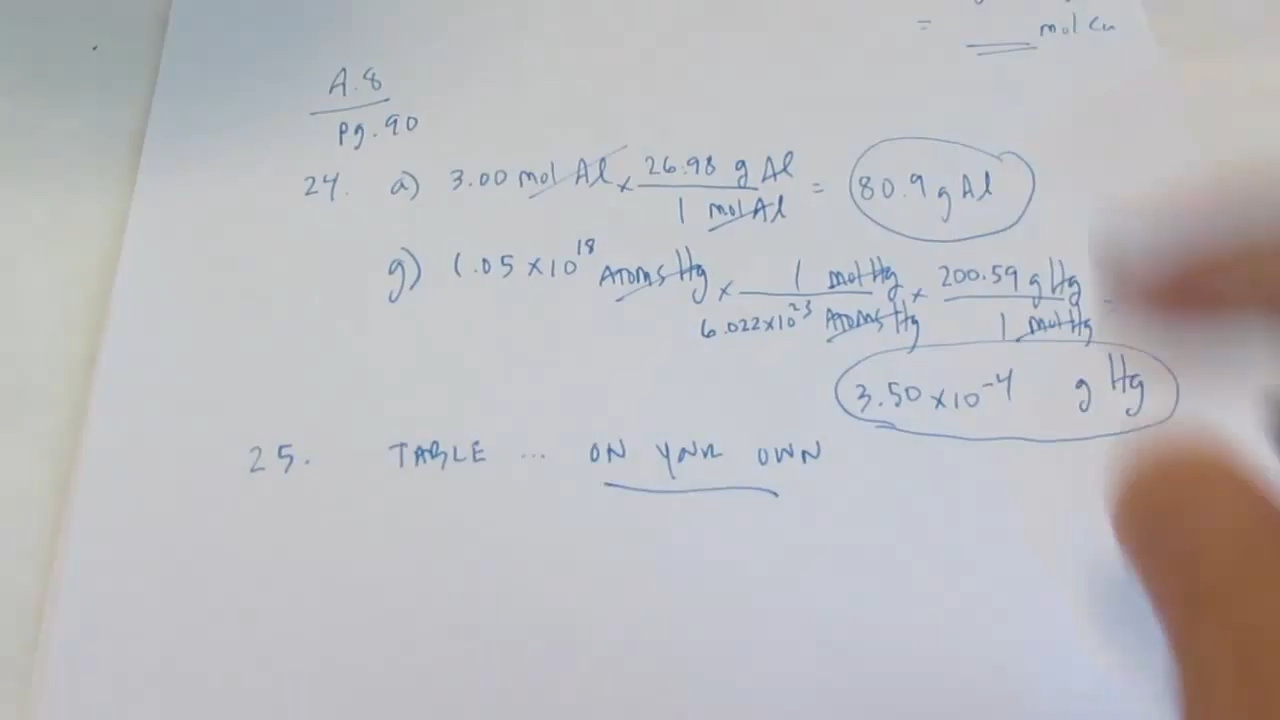 = ___ mol Cu
A.8
Pg. 90
24. a) 3.00 mol Al x 26.98 g Al / 1 mol Al = 80.9 g Al
g) 1.05 x 10^18 Atoms Hg x 1 mol Hg / 6.022 x 10^23 Atoms Hg x 200.59 g Hg / 1 mol Hg =
3.50 x 10^-4 g Hg
25. TABLE ... ON YOUR OWN